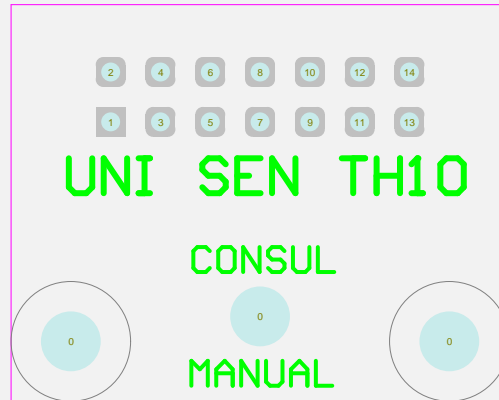 2 4 6 8 10 12 14
1 3 5 7 9 11 13
UNI SEN TH10
CONSUL
0 0 0
MANUAL